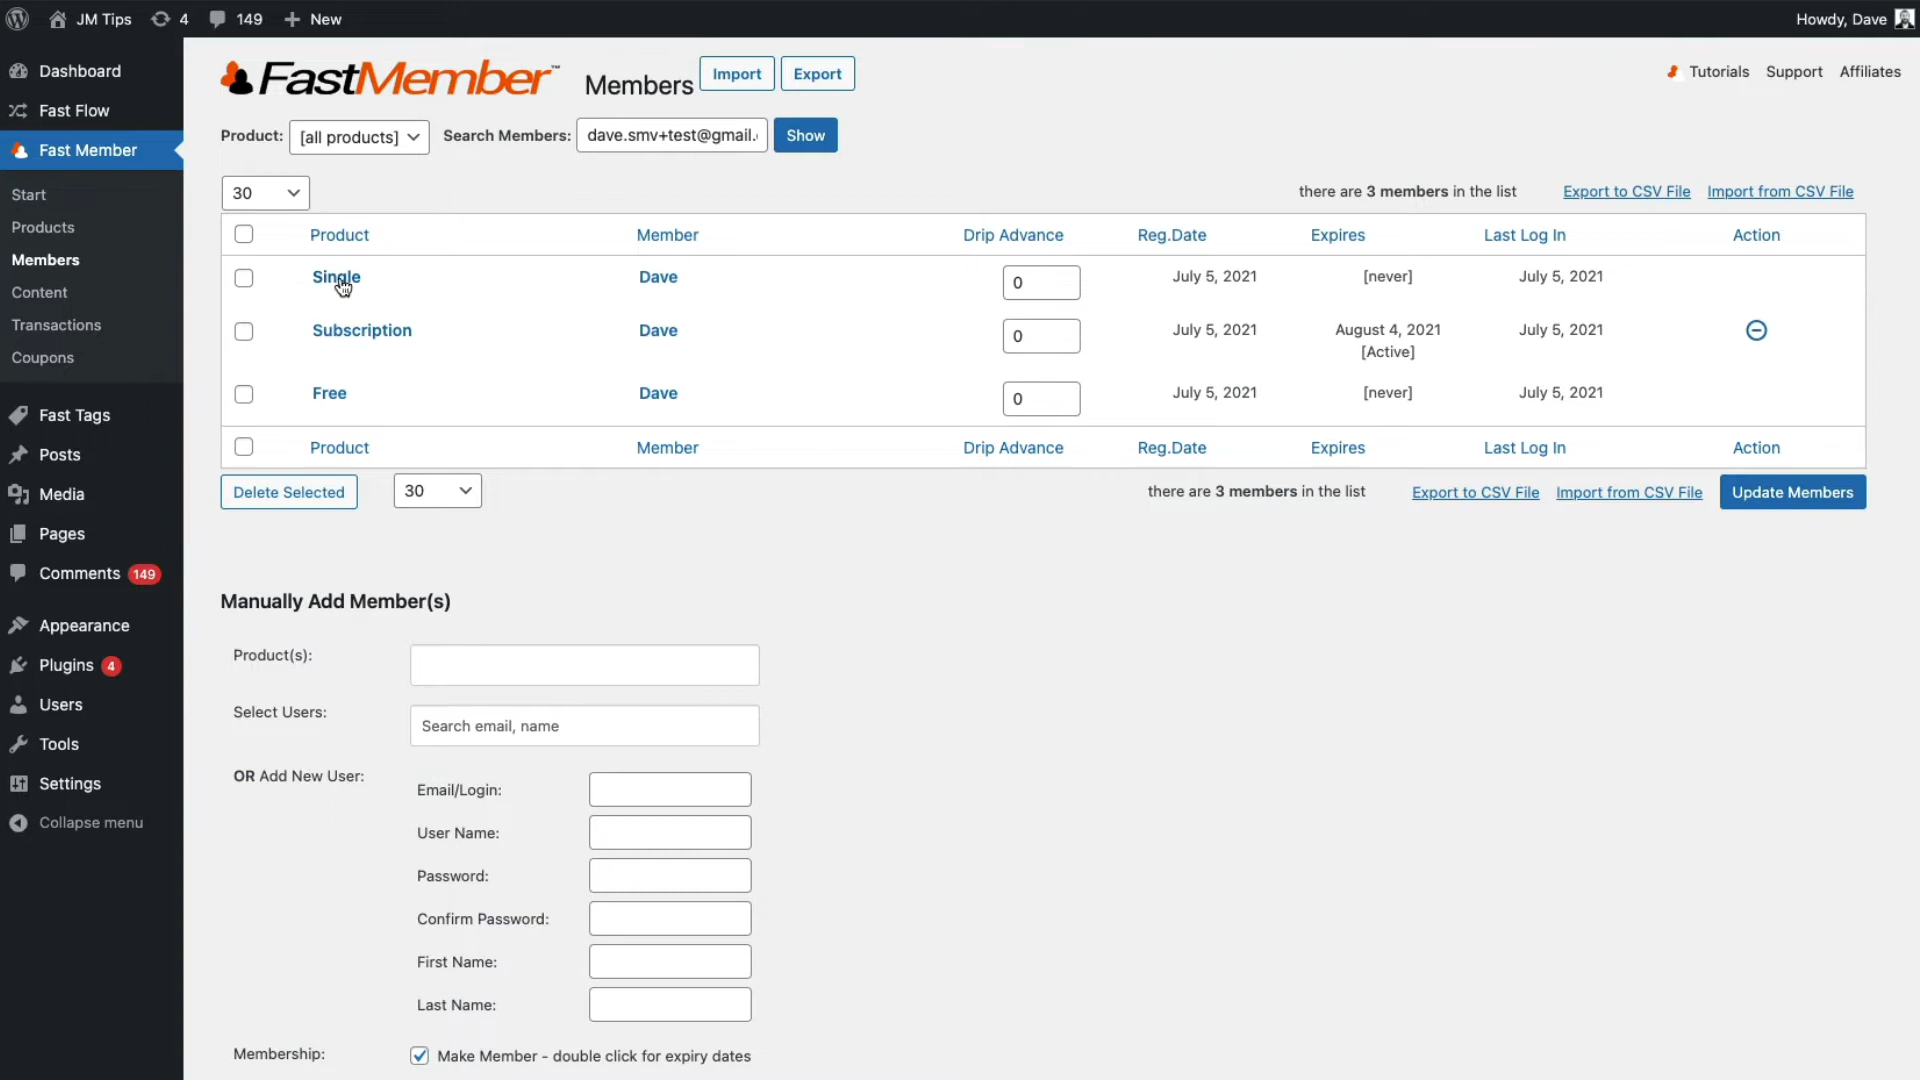 JM Tips 4 149 New Howdy, Dave
Dashboard
Fast Flow
Fast Member
Start
Products
Members
Content
Transactions
Coupons
Fast Tags
Posts
Media
Pages
Comments 149
Appearance
Plugins 4
Users
Tools
Settings
Collapse menu
FastMember™ Members Import Export Tutorials Support Affiliates
Product: [all products] Search Members: dave.smv+test@gmail. Show
30 there are 3 members in the list Export to CSV File Import from CSV File
Product Member Drip Advance Reg.Date Expires Last Log In Action
Single Dave 0 July 5, 2021 [never] July 5, 2021
Subscription Dave 0 July 5, 2021 August 4, 2021 July 5, 2021
[Active]
Free Dave 0 July 5, 2021 [never] July 5, 2021
Product Member Drip Advance Reg.Date Expires Last Log In Action
Delete Selected 30 there are 3 members in the list Export to CSV File Import from CSV File Update Members
Manually Add Member(s)
Product(s):
Select Users: Search email, name
OR Add New User:
Email/Login:
User Name:
Password:
Confirm Password:
First Name:
Last Name:
Membership: Make Member - double click for expiry dates